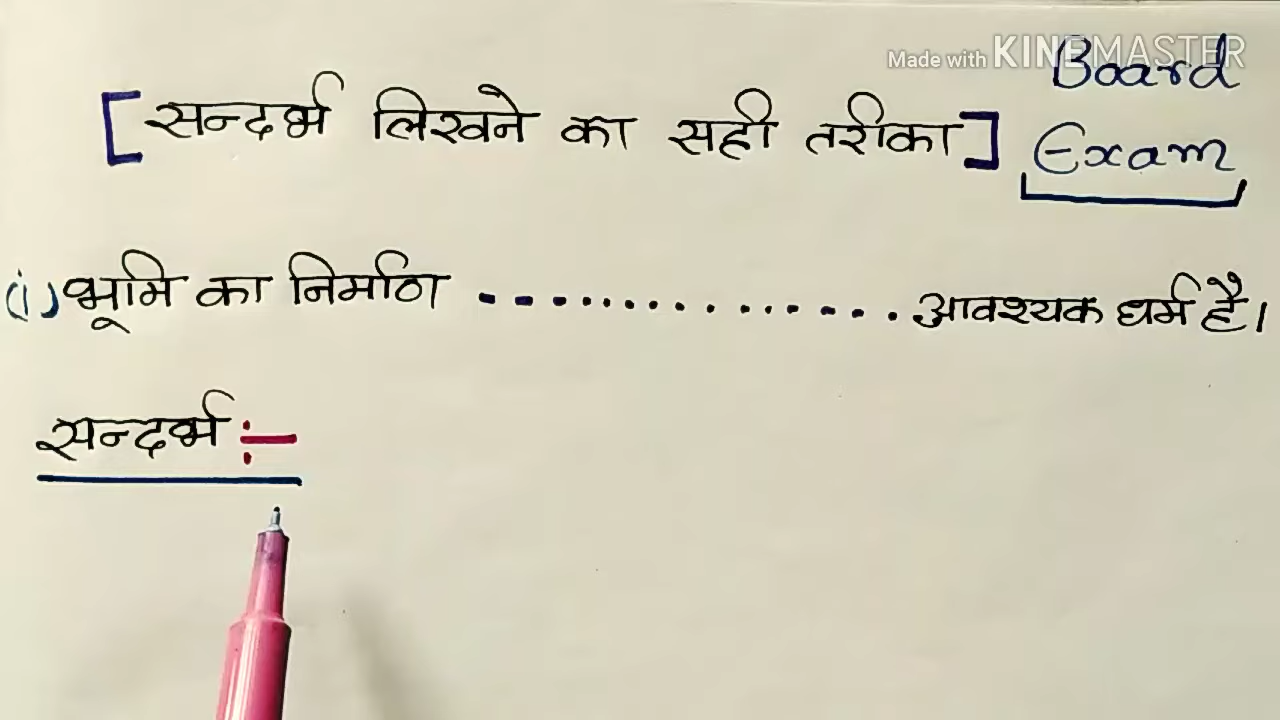 Made with KINEMASTER
Board
[सन्दर्भ लिखने का सही तरीका] Exam
(i) भूमि का निर्माण .................. आवश्यक धर्म है।
सन्दर्भ :-